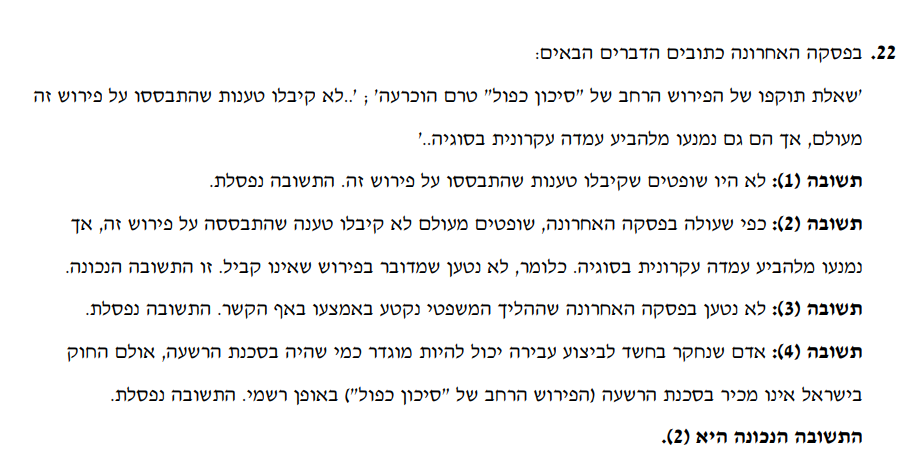 22. בפסקה האחרונה כתובים הדברים הבאים:
'שאלת תוקפו של הפירוש הרחב של "סיכון כפול" טרם הוכרעה' ; '..לא קיבלו טענות שהתבססו על פירוש זה
מעולם, אך הם גם נמנעו מלהביע עמדה עקרונית בסוגיה..'
תשובה (1): לא היו שופטים שקיבלו טענות שהתבססו על פירוש זה. התשובה נפסלת.
תשובה (2): כפי שעולה בפסקה האחרונה, שופטים מעולם לא קיבלו טענה שהתבססה על פירוש זה, אך
נמנעו מלהביע עמדה עקרונית בסוגיה. כלומר, לא נטען שמדובר בפירוש שאינו קביל. זו התשובה הנכונה.
תשובה (3): לא נטען בפסקה האחרונה שההליך המשפטי נקטע באמצעו באף הקשר. התשובה נפסלת.
תשובה (4): אדם שנחקר בחשד לביצוע עבירה יכול להיות מוגדר כמי שהיה בסכנת הרשעה, אולם החוק
בישראל אינו מכיר בסכנת הרשעה (הפירוש הרחב של "סיכון כפול") באופן רשמי. התשובה נפסלת.
התשובה הנכונה היא (2).